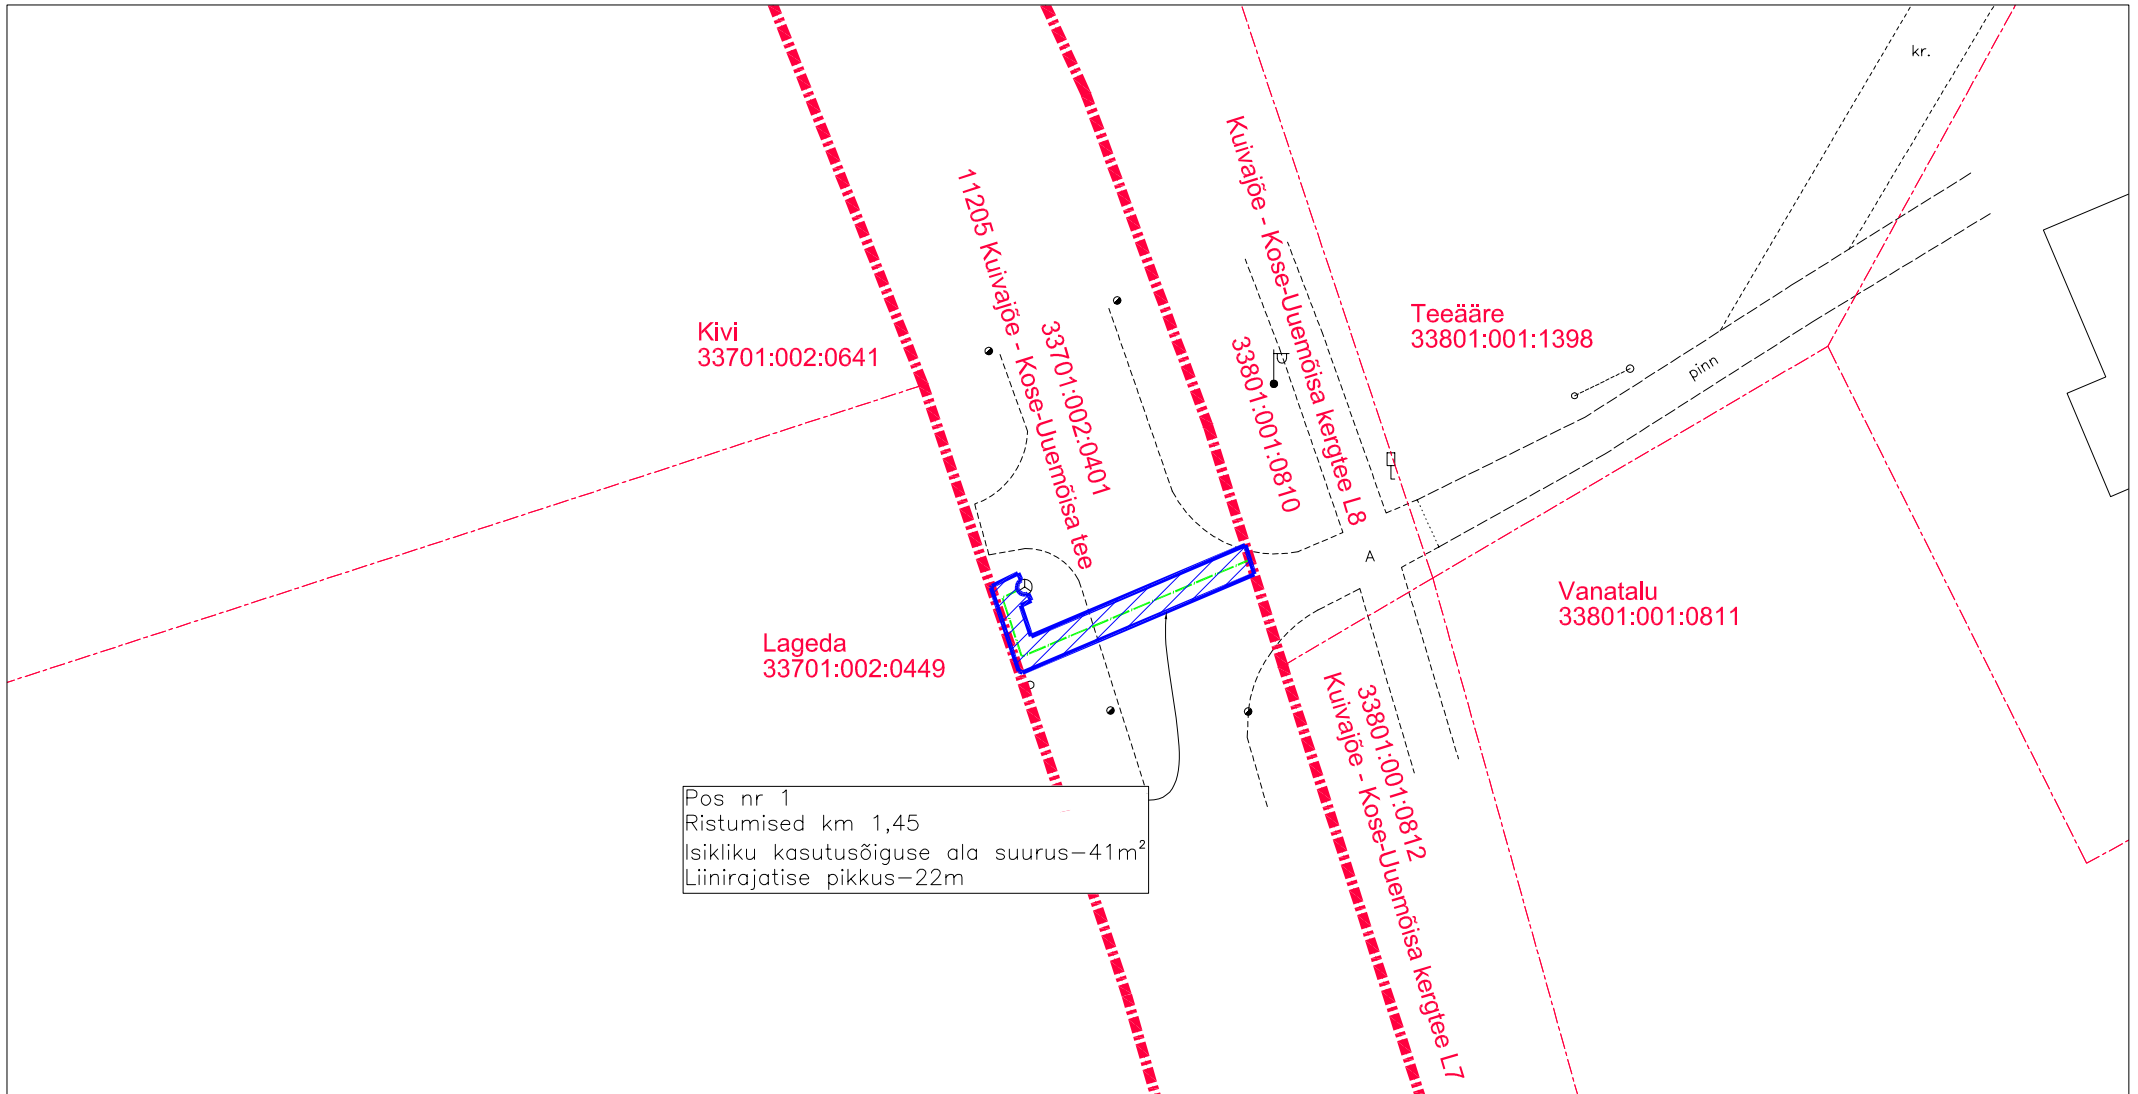 kr.
11205 Kuivajõe - Kose-Uuemõisa tee
33701:002:0401
Kuivajõe - Kose-Uuemõisa kergtee L8
33801:001:0810
Kivi
33701:002:0641
Teeääre
33801:001:1398
pinn
A
Vanatalu
33801:001:0811
Lageda
33701:002:0449
33801:001:0812
Kuivajõe - Kose-Uuemõisa kergtee L7
Pos nr 1
Ristumised km 1,45
Isikliku kasutusõiguse ala suurus-41m²
Liinirajatise pikkus-22m